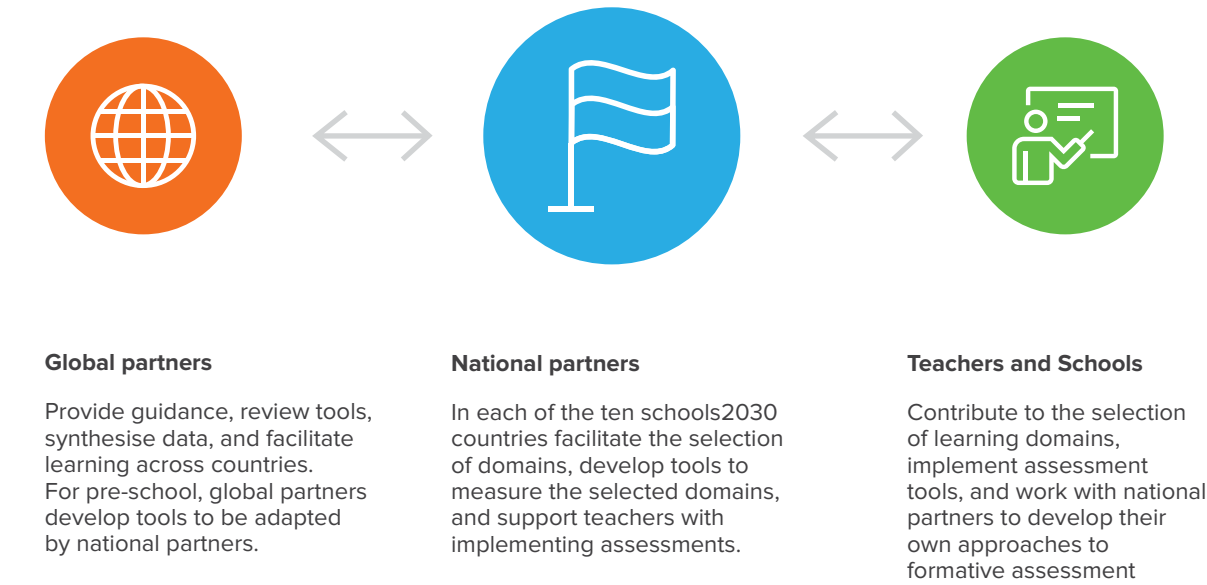 Global partners
Provide guidance, review tools,
synthesise data, and facilitate
learning across countries.
For pre-school, global partners
develop tools to be adapted
by national partners.
National partners
In each of the ten schools2030
countries facilitate the selection
of domains, develop tools to
measure the selected domains,
and support teachers with
implementing assessments.
Teachers and Schools
Contribute to the selection
of learning domains,
implement assessment
tools, and work with national
partners to develop their
own approaches to
formative assessment